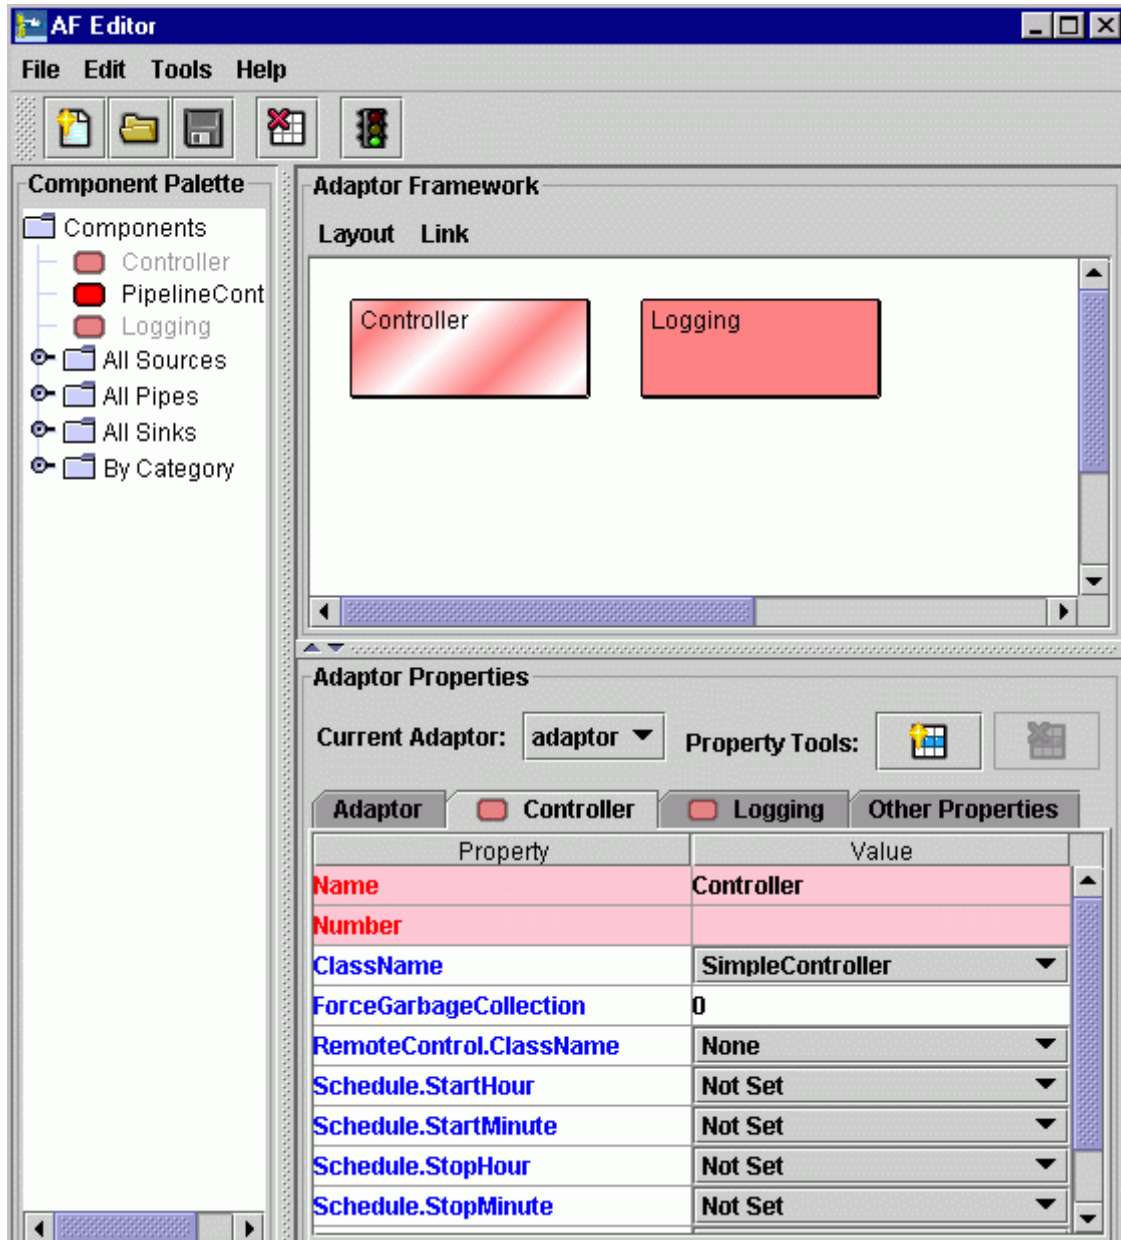 AF Editor
File Edit Tools Help
Component Palette
Components
Controller
PipelineCont
Logging
All Sources
All Pipes
All Sinks
By Category
Adaptor Framework
Layout Link
Controller
Logging
Adaptor Properties
Current Adaptor: adaptor Property Tools:
Adaptor Controller Logging Other Properties
Property Value
Name Controller
Number
ClassName SimpleController
ForceGarbageCollection 0
RemoteControl.ClassName None
Schedule.StartHour Not Set
Schedule.StartMinute Not Set
Schedule.StopHour Not Set
Schedule.StopMinute Not Set